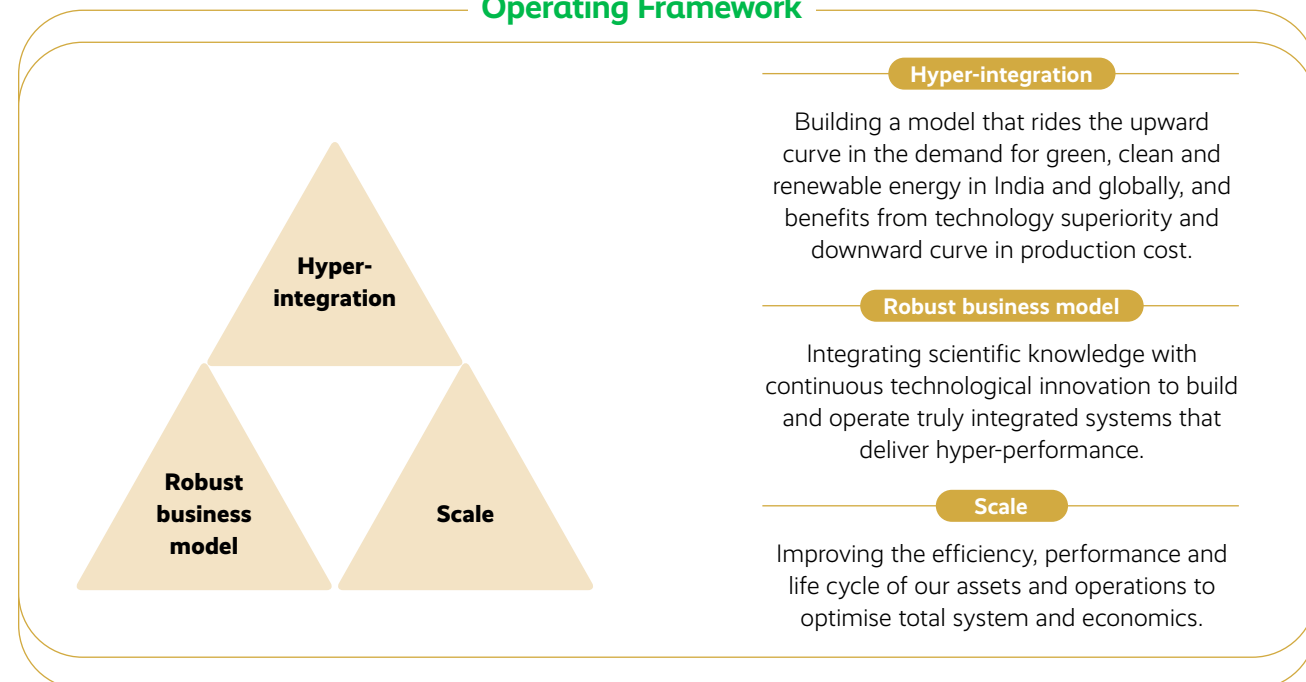 Operating Framework
Hyper-
integration
Robust
business
model
Scale
Hyper-integration
Building a model that rides the upward
curve in the demand for green, clean and
renewable energy in India and globally, and
benefits from technology superiority and
downward curve in production cost.
Robust business model
Integrating scientific knowledge with
continuous technological innovation to build
and operate truly integrated systems that
deliver hyper-performance.
Scale
Improving the efficiency, performance and
life cycle of our assets and operations to
optimise total system and economics.